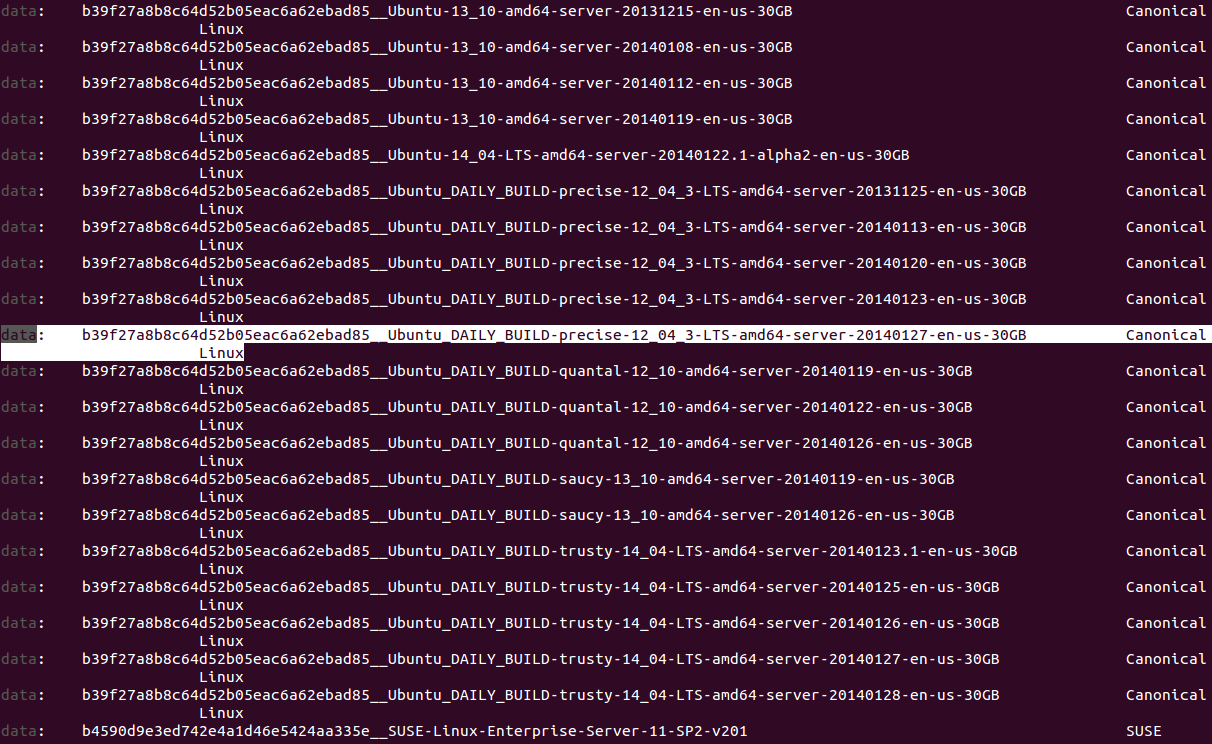 data:    b39f27a8b8c64d52b05eac6a62ebad85__Ubuntu-13_10-amd64-server-20131215-en-us-30GB    Canonical
Linux
data:    b39f27a8b8c64d52b05eac6a62ebad85__Ubuntu-13_10-amd64-server-20140108-en-us-30GB    Canonical
Linux
data:    b39f27a8b8c64d52b05eac6a62ebad85__Ubuntu-13_10-amd64-server-20140112-en-us-30GB    Canonical
Linux
data:    b39f27a8b8c64d52b05eac6a62ebad85__Ubuntu-13_10-amd64-server-20140119-en-us-30GB    Canonical
Linux
data:    b39f27a8b8c64d52b05eac6a62ebad85__Ubuntu-14_04-LTS-amd64-server-20140122.1-alpha2-en-us-30GB    Canonical
Linux
data:    b39f27a8b8c64d52b05eac6a62ebad85__Ubuntu_DAILY_BUILD-precise-12_04_3-LTS-amd64-server-20131125-en-us-30GB    Canonical
Linux
data:    b39f27a8b8c64d52b05eac6a62ebad85__Ubuntu_DAILY_BUILD-precise-12_04_3-LTS-amd64-server-20140113-en-us-30GB    Canonical
Linux
data:    b39f27a8b8c64d52b05eac6a62ebad85__Ubuntu_DAILY_BUILD-precise-12_04_3-LTS-amd64-server-20140120-en-us-30GB    Canonical
Linux
data:    b39f27a8b8c64d52b05eac6a62ebad85__Ubuntu_DAILY_BUILD-precise-12_04_3-LTS-amd64-server-20140123-en-us-30GB    Canonical
Linux
data:    b39f27a8b8c64d52b05eac6a62ebad85__Ubuntu_DAILY_BUILD-precise-12_04_3-LTS-amd64-server-20140127-en-us-30GB    Canonical
Linux
data:    b39f27a8b8c64d52b05eac6a62ebad85__Ubuntu_DAILY_BUILD-quantal-12_10-amd64-server-20140119-en-us-30GB    Canonical
Linux
data:    b39f27a8b8c64d52b05eac6a62ebad85__Ubuntu_DAILY_BUILD-quantal-12_10-amd64-server-20140122-en-us-30GB    Canonical
Linux
data:    b39f27a8b8c64d52b05eac6a62ebad85__Ubuntu_DAILY_BUILD-quantal-12_10-amd64-server-20140126-en-us-30GB    Canonical
Linux
data:    b39f27a8b8c64d52b05eac6a62ebad85__Ubuntu_DAILY_BUILD-saucy-13_10-amd64-server-20140119-en-us-30GB    Canonical
Linux
data:    b39f27a8b8c64d52b05eac6a62ebad85__Ubuntu_DAILY_BUILD-saucy-13_10-amd64-server-20140126-en-us-30GB    Canonical
Linux
data:    b39f27a8b8c64d52b05eac6a62ebad85__Ubuntu_DAILY_BUILD-trusty-14_04-LTS-amd64-server-20140123.1-en-us-30GB    Canonical
Linux
data:    b39f27a8b8c64d52b05eac6a62ebad85__Ubuntu_DAILY_BUILD-trusty-14_04-LTS-amd64-server-20140125-en-us-30GB    Canonical
Linux
data:    b39f27a8b8c64d52b05eac6a62ebad85__Ubuntu_DAILY_BUILD-trusty-14_04-LTS-amd64-server-20140126-en-us-30GB    Canonical
Linux
data:    b39f27a8b8c64d52b05eac6a62ebad85__Ubuntu_DAILY_BUILD-trusty-14_04-LTS-amd64-server-20140127-en-us-30GB    Canonical
Linux
data:    b39f27a8b8c64d52b05eac6a62ebad85__Ubuntu_DAILY_BUILD-trusty-14_04-LTS-amd64-server-20140128-en-us-30GB    Canonical
Linux
data:    b4590d9e3ed742e4a1d46e5424aa335e__SUSE-Linux-Enterprise-Server-11-SP2-v201    SUSE